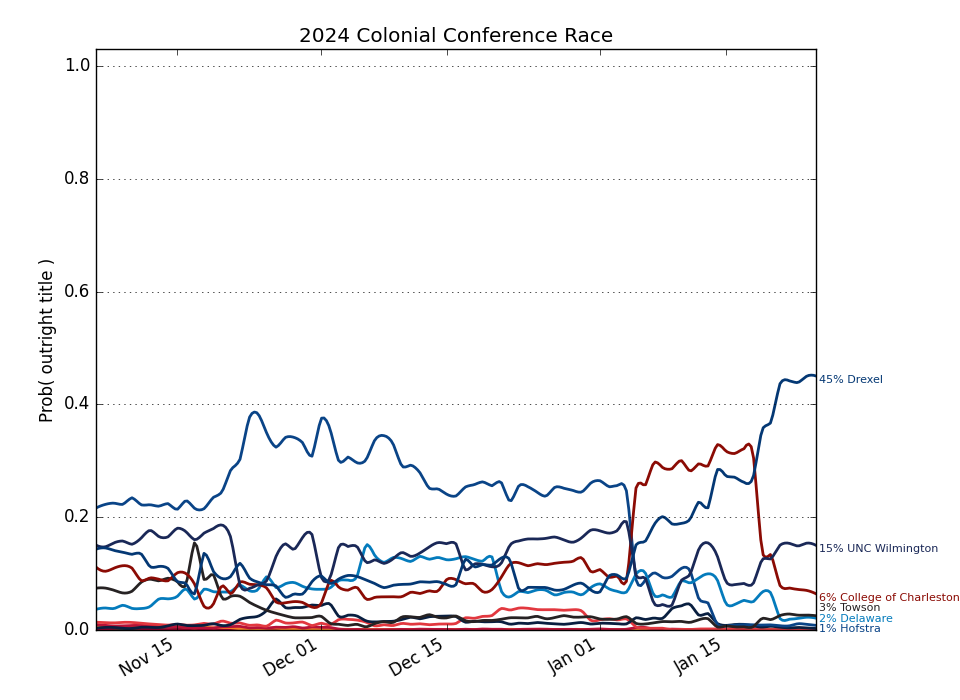 2024 Colonial Conference Race
Prob( outright title )
1.0
0.8
0.6
0.4
0.2
0.0
Nov 15
Dec 01
Dec 15
Jan 01
Jan 15
45% Drexel
15% UNC Wilmington
6% College of Charleston
3% Towson
2% Delaware
1% Hofstra